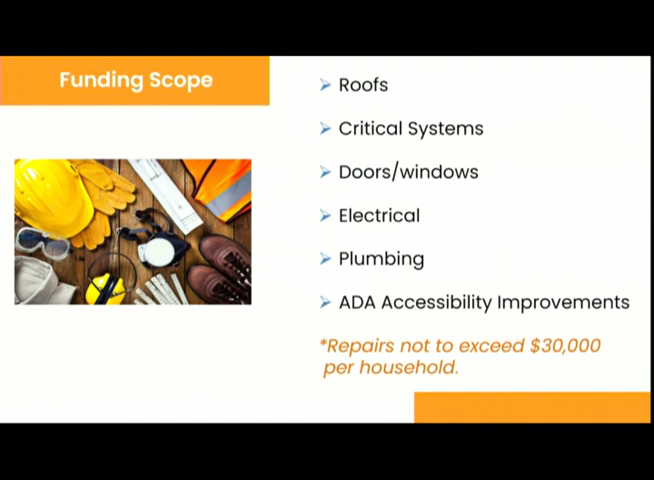 Funding Scope
Roofs
Critical Systems
Doors/windows
Electrical
Plumbing
ADA Accessibility Improvements
*Repairs not to exceed $30,000
per household.